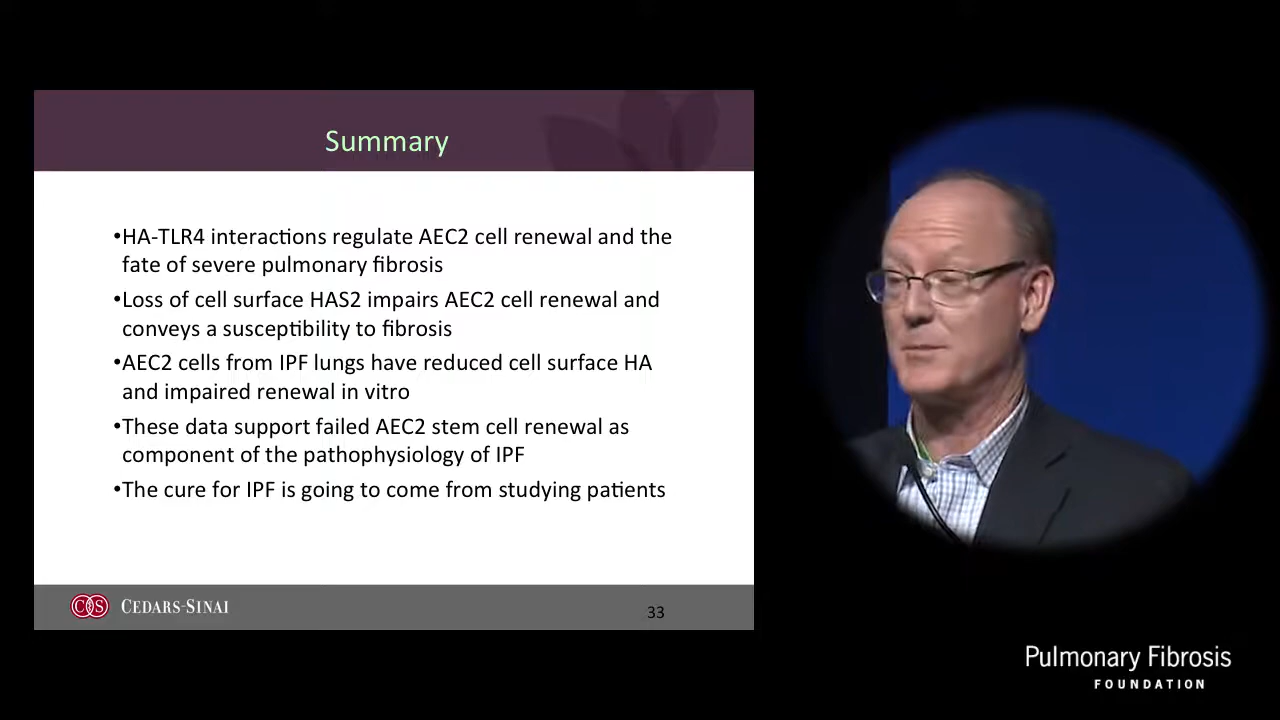 Summary
•HA-TLR4 interactions regulate AEC2 cell renewal and the
fate of severe pulmonary fibrosis
•Loss of cell surface HAS2 impairs AEC2 cell renewal and
conveys a susceptibility to fibrosis
•AEC2 cells from IPF lungs have reduced cell surface HA
and impaired renewal in vitro
•These data support failed AEC2 stem cell renewal as
component of the pathophysiology of IPF
•The cure for IPF is going to come from studying patients
CS CEDARS-SINAI
33
Pulmonary Fibrosis
FOUNDATION